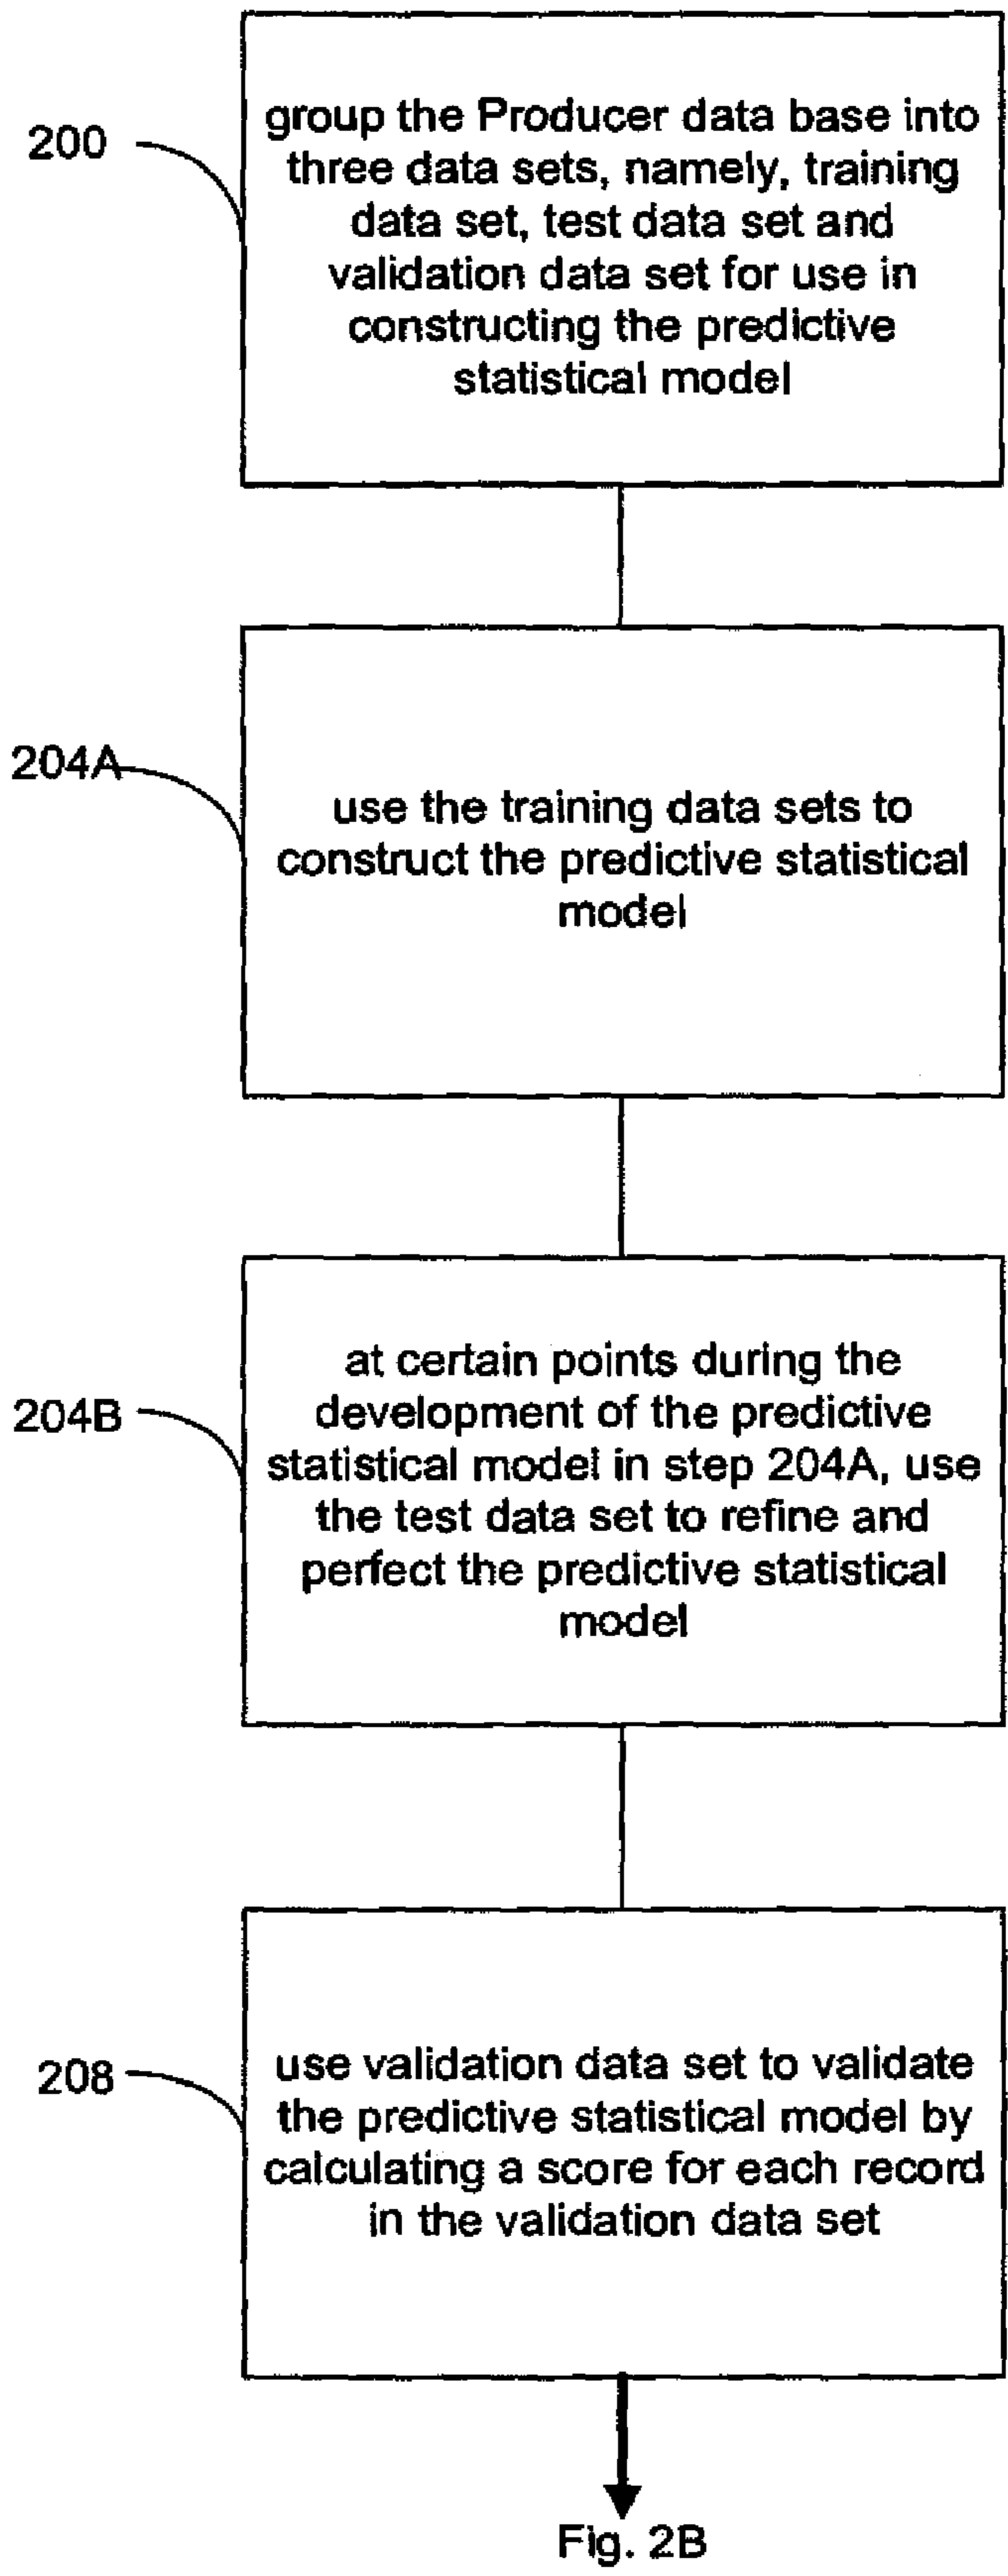 200
group the Producer data base into
three data sets, namely, training
data set, test data set and
validation data set for use in
constructing the predictive
statistical model
204A
use the training data sets to
construct the predictive statistical
model
204B
at certain points during the
development of the predictive
statistical model in step 204A, use
the test data set to refine and
perfect the predictive statistical
model
208
use validation data set to validate
the predictive statistical model by
calculating a score for each record
in the validation data set
Fig. 2B